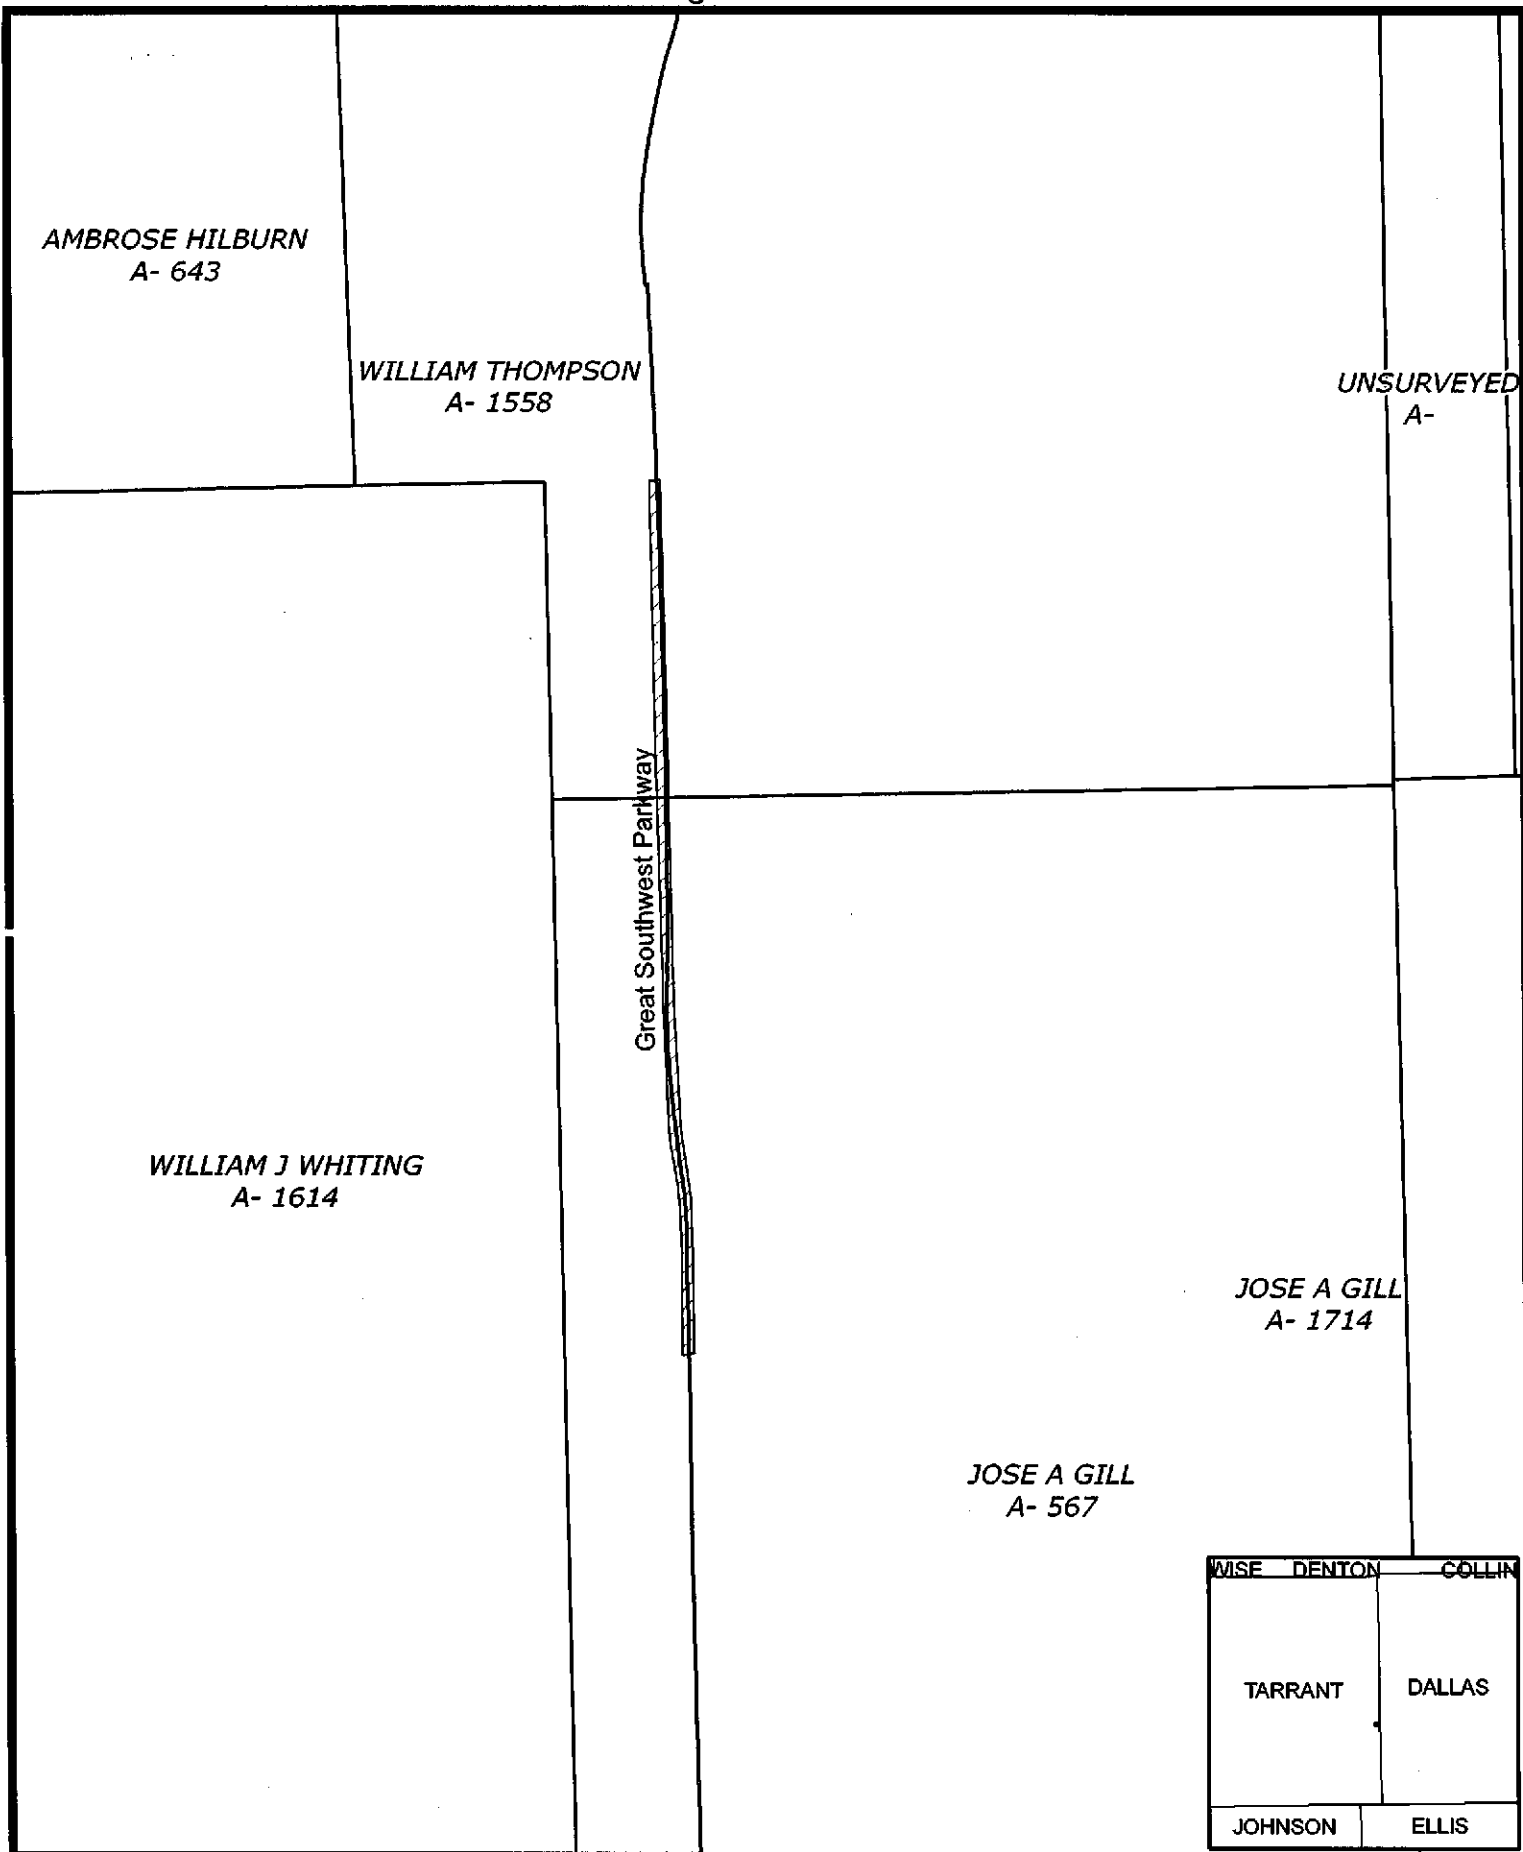 AMBROSE HILBURN
A- 643
WILLIAM THOMPSON
A- 1558
UNSURVEYED
A-
Great Southwest Parkway
WILLIAM J WHITING
A- 1614
JOSE A GILL
A- 1714
JOSE A GILL
A- 567
WISE DENTON COLLIN
TARRANT DALLAS
JOHNSON ELLIS